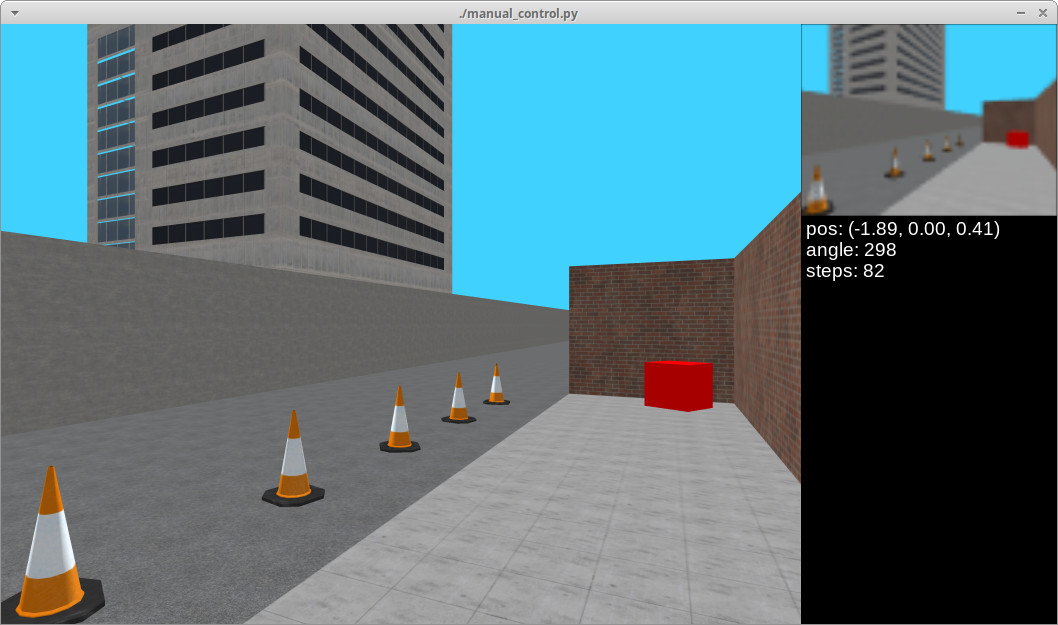 ./manual_control.py
pos: (-1.89, 0.00, 0.41)
angle: 298
steps: 82